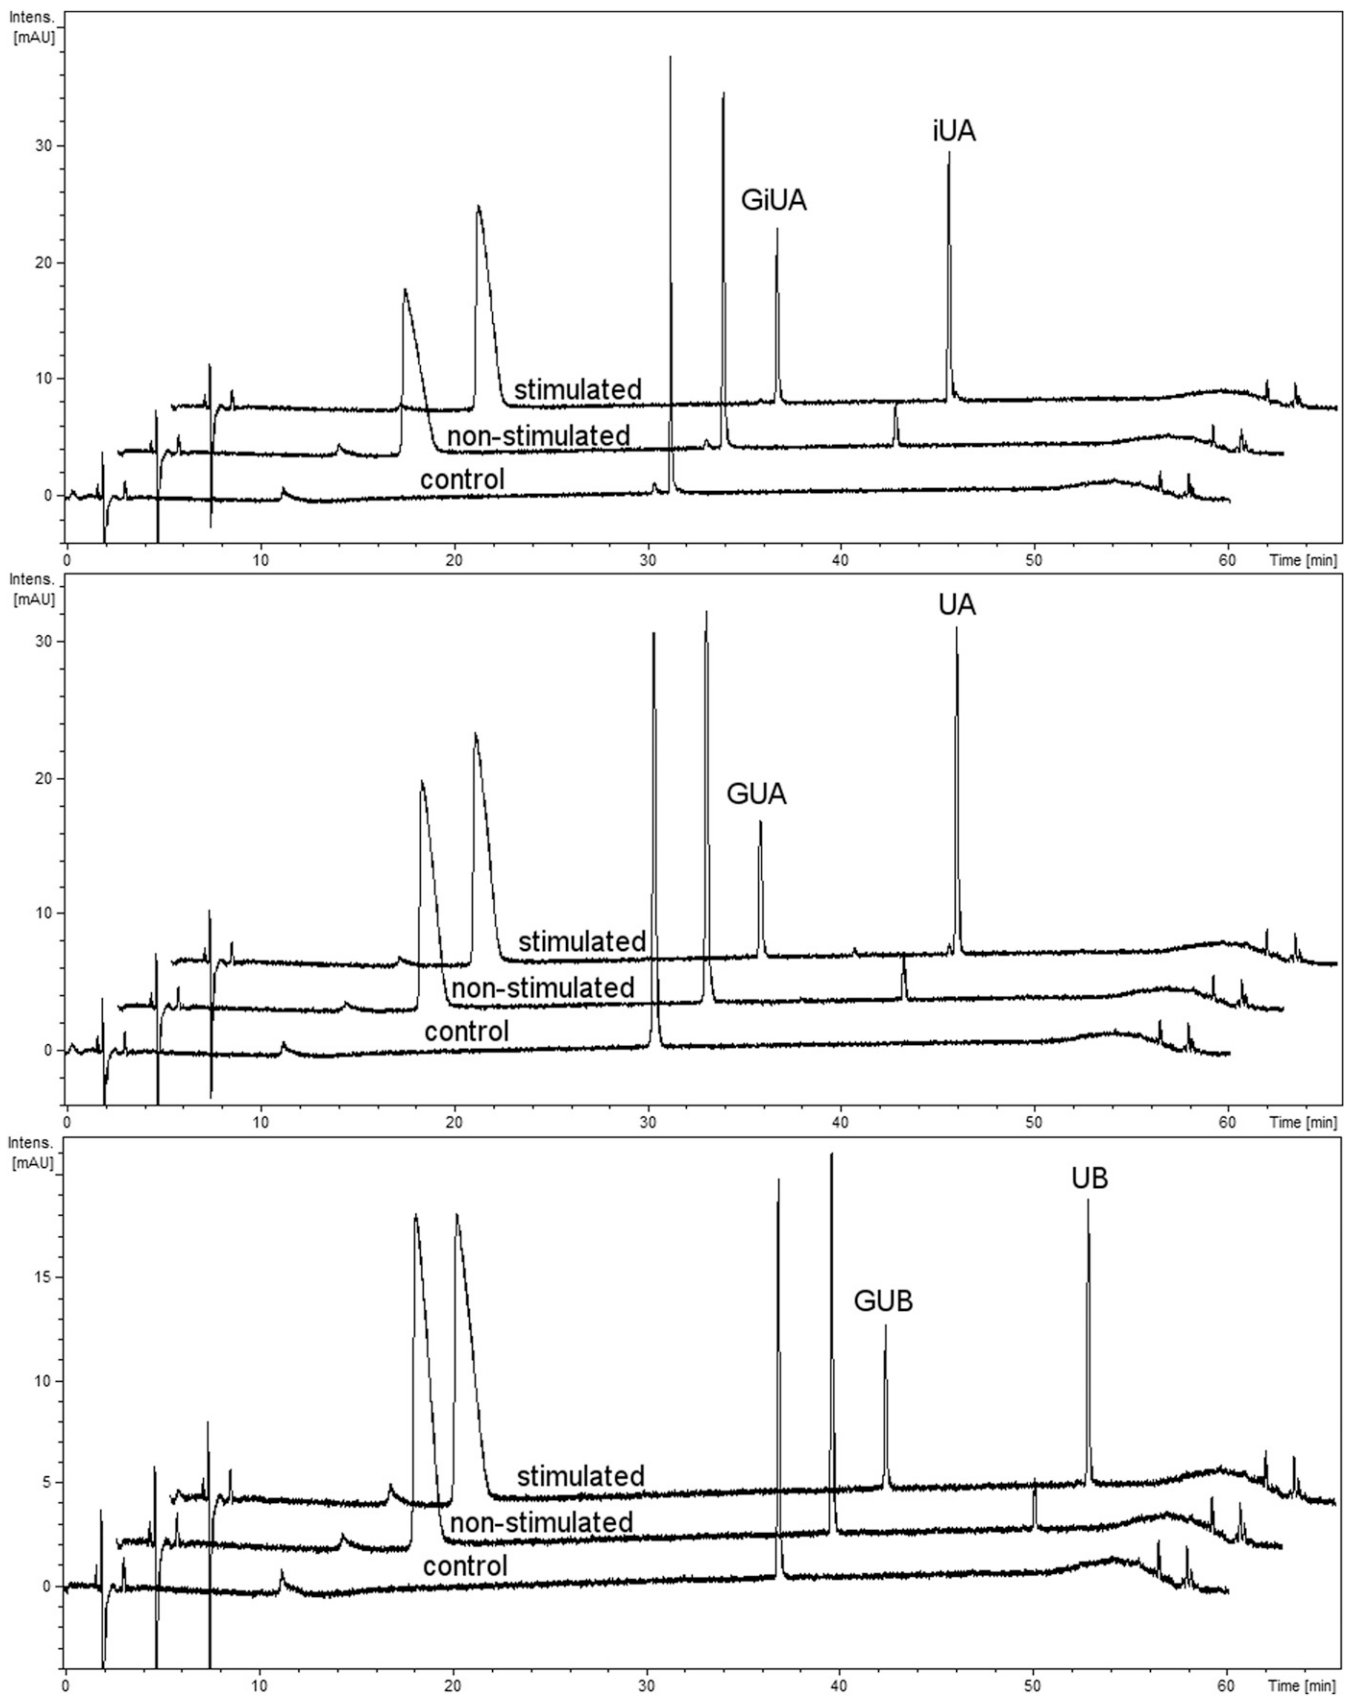 Intens.
[mAU]
iUA
30
GiUA
20
stimulated
10
non-stimulated
control
0
0 10 20 30 40 50 60 Time [min]
Intens.
[mAU]
UA
30
20
GUA
10
stimulated
non-stimulated
control
0
0 10 20 30 40 50 60 Time [min]
Intens.
[mAU]
UB
15
GUB
10
5
stimulated
non-stimulated
control
0
0 10 20 30 40 50 60 Time [min]